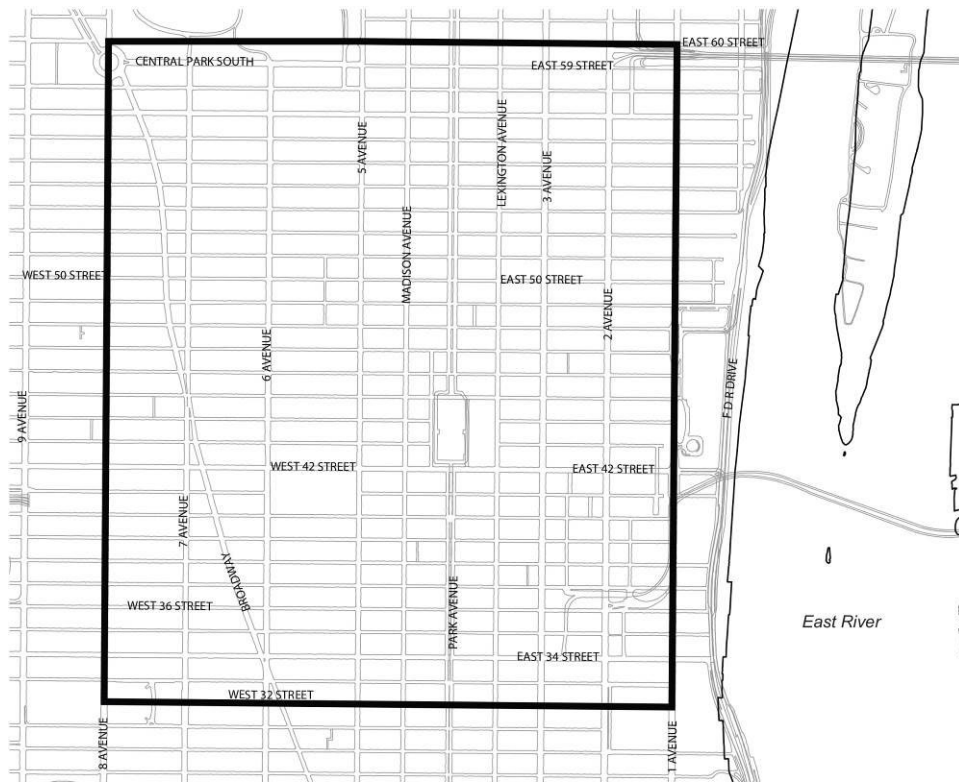 EAST 60 STREET
CENTRAL PARK SOUTH
EAST 59 STREET
5 AVENUE
LEXINGTON AVENUE
3 AVENUE
MADISON AVENUE
WEST 50 STREET
EAST 50 STREET
2 AVENUE
6 AVENUE
9 AVENUE
F D R DRIVE
WEST 42 STREET
EAST 42 STREET
7 AVENUE
BROADWAY
WEST 36 STREET
PARK AVENUE
East River
EAST 34 STREET
WEST 32 STREET
8 AVENUE
1 AVENUE